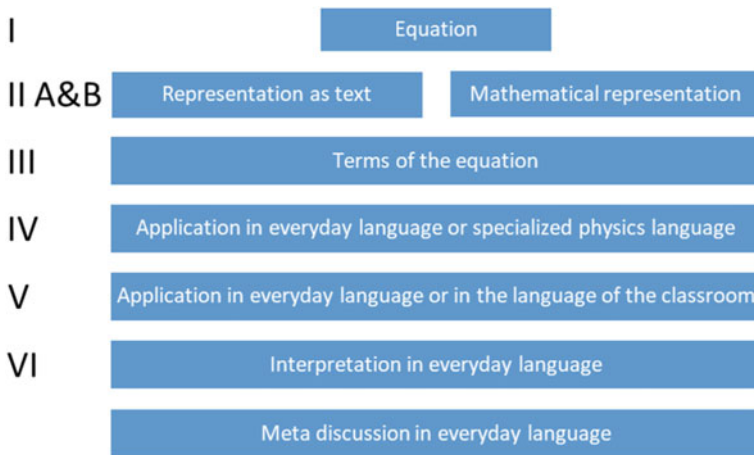 I
Equation
II A&B
Representation as text
Mathematical representation
III
Terms of the equation
IV
Application in everyday language or specialized physics language
V
Application in everyday language or in the language of the classroom
VI
Interpretation in everyday language
Meta discussion in everyday language